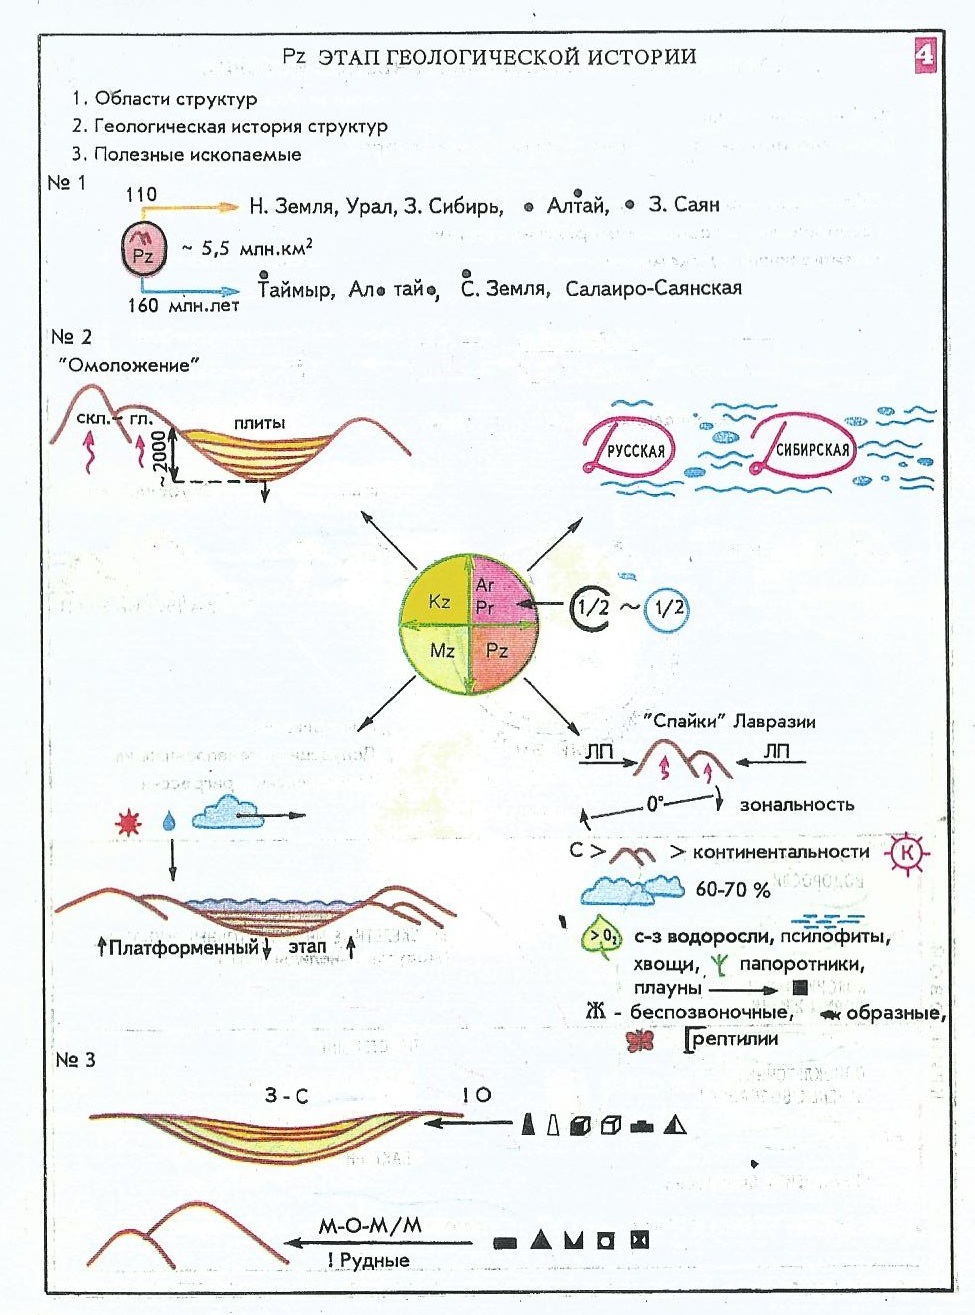 Pz ЭТАП ГЕОЛОГИЧЕСКОЙ ИСТОРИИ
4
1. Области структур
2. Геологическая история структур
3. Полезные ископаемые
№ 1
110
Н. Земля, Урал, З. Сибирь, • Алтай, • З. Саян
Pz
~ 5,5 млн.км²
160 млн.лет
Таймыр, Ал•тай•, С. Земля, Салаиро-Саянская
№ 2
"Омоложение"
скл. - гл.
плиты
~2000
РУССКАЯ
СИБИРСКАЯ
Kz
Ar
Pr
Mz
Pz
1/2 ~ 1/2
"Спайки" Лавразии
ЛП
ЛП
0°
зональность
С > > континентальности
К
60-70 %
>O₂
с-з водоросли, псилофиты,
хвощи, папоротники,
плауны
Ж - беспозвоночные, образные,
рептилии
Платформенный этап
№ 3
З - С
! О
М-О-М/М
! Рудные